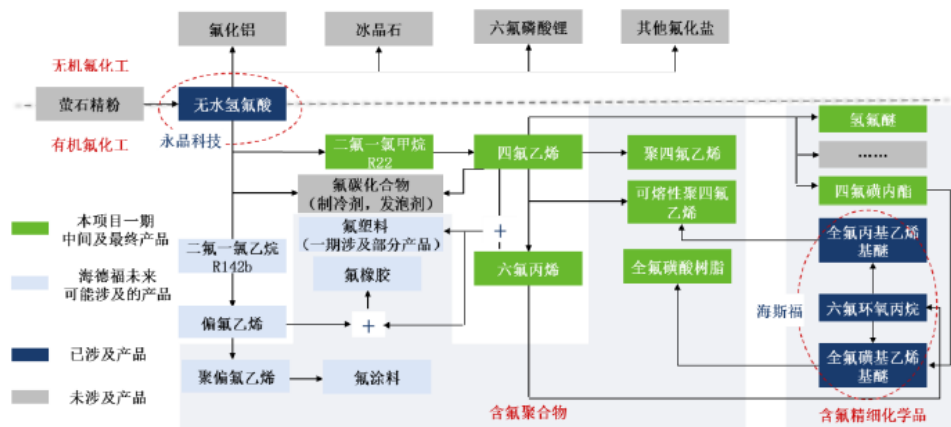 氟化铝
冰晶石
六氟磷酸锂
其他氟化盐
无机氟化工
萤石精粉
无水氢氟酸
有机氟化工
永晶科技
二氟一氯甲烷
R22
四氟乙烯
聚四氟乙烯
氢氟醚
……
氟碳化合物
（制冷剂，发泡剂）
可熔性聚四氟
乙烯
四氟磺内酯
本项目一期
中间及最终产品
氟塑料
（一期涉及部分产品）
+
全氟丙基乙烯
基醚
二氟一氯乙烷
R142b
六氟丙烯
全氟磺酸树脂
海德福未来
可能涉及的产品
氟橡胶
海斯福
六氟环氧丙烷
偏氟乙烯
+
已涉及产品
全氟磺基乙烯
基醚
聚偏氟乙烯
氟涂料
未涉及产品
含氟聚合物
含氟精细化学品